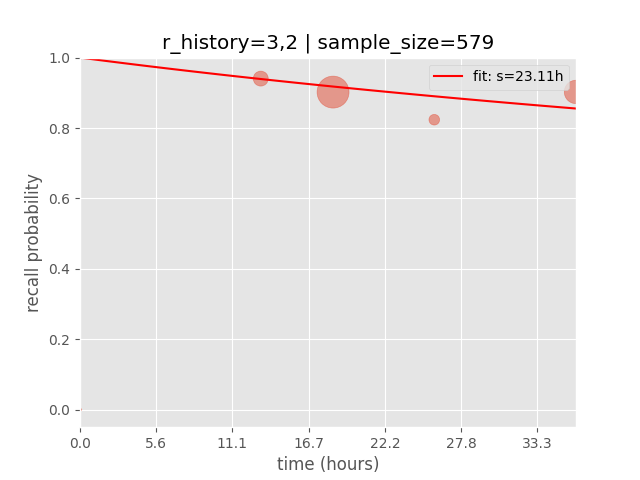 r_history=3,2 | sample_size=579
fit: s=23.11h
1.0
0.8
0.6
0.4
0.2
0.0
recall probability
0.0 5.6 11.1 16.7 22.2 27.8 33.3
time (hours)